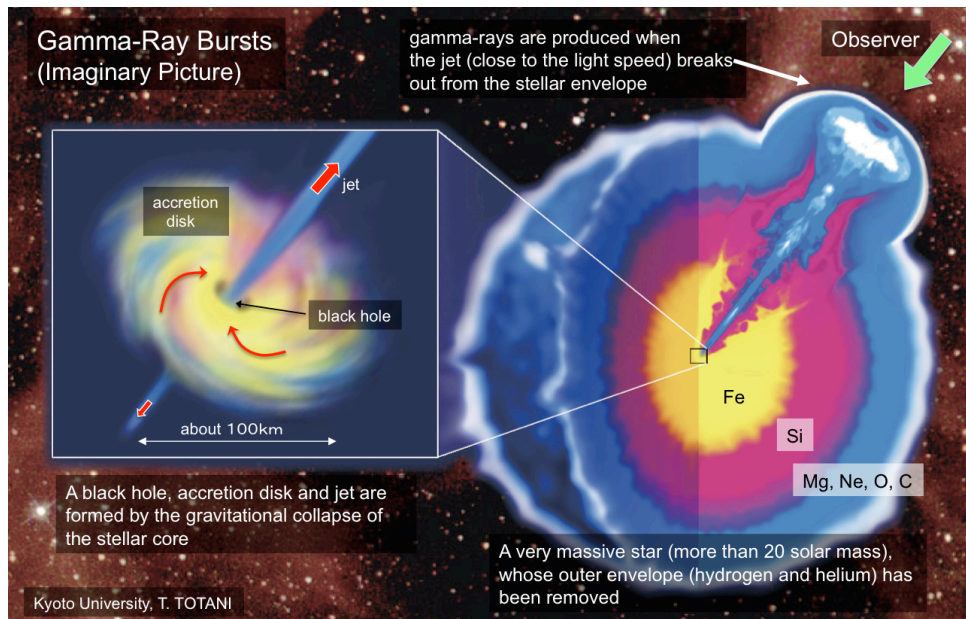 Gamma-Ray Bursts
(Imaginary Picture)
gamma-rays are produced when
the jet (close to the light speed) breaks
out from the stellar envelope
Observer
jet
accretion
disk
black hole
about 100km
Fe
Si
Mg, Ne, O, C
A black hole, accretion disk and jet are
formed by the gravitational collapse of
the stellar core
A very massive star (more than 20 solar mass),
whose outer envelope (hydrogen and helium) has
been removed
Kyoto University, T. TOTANI